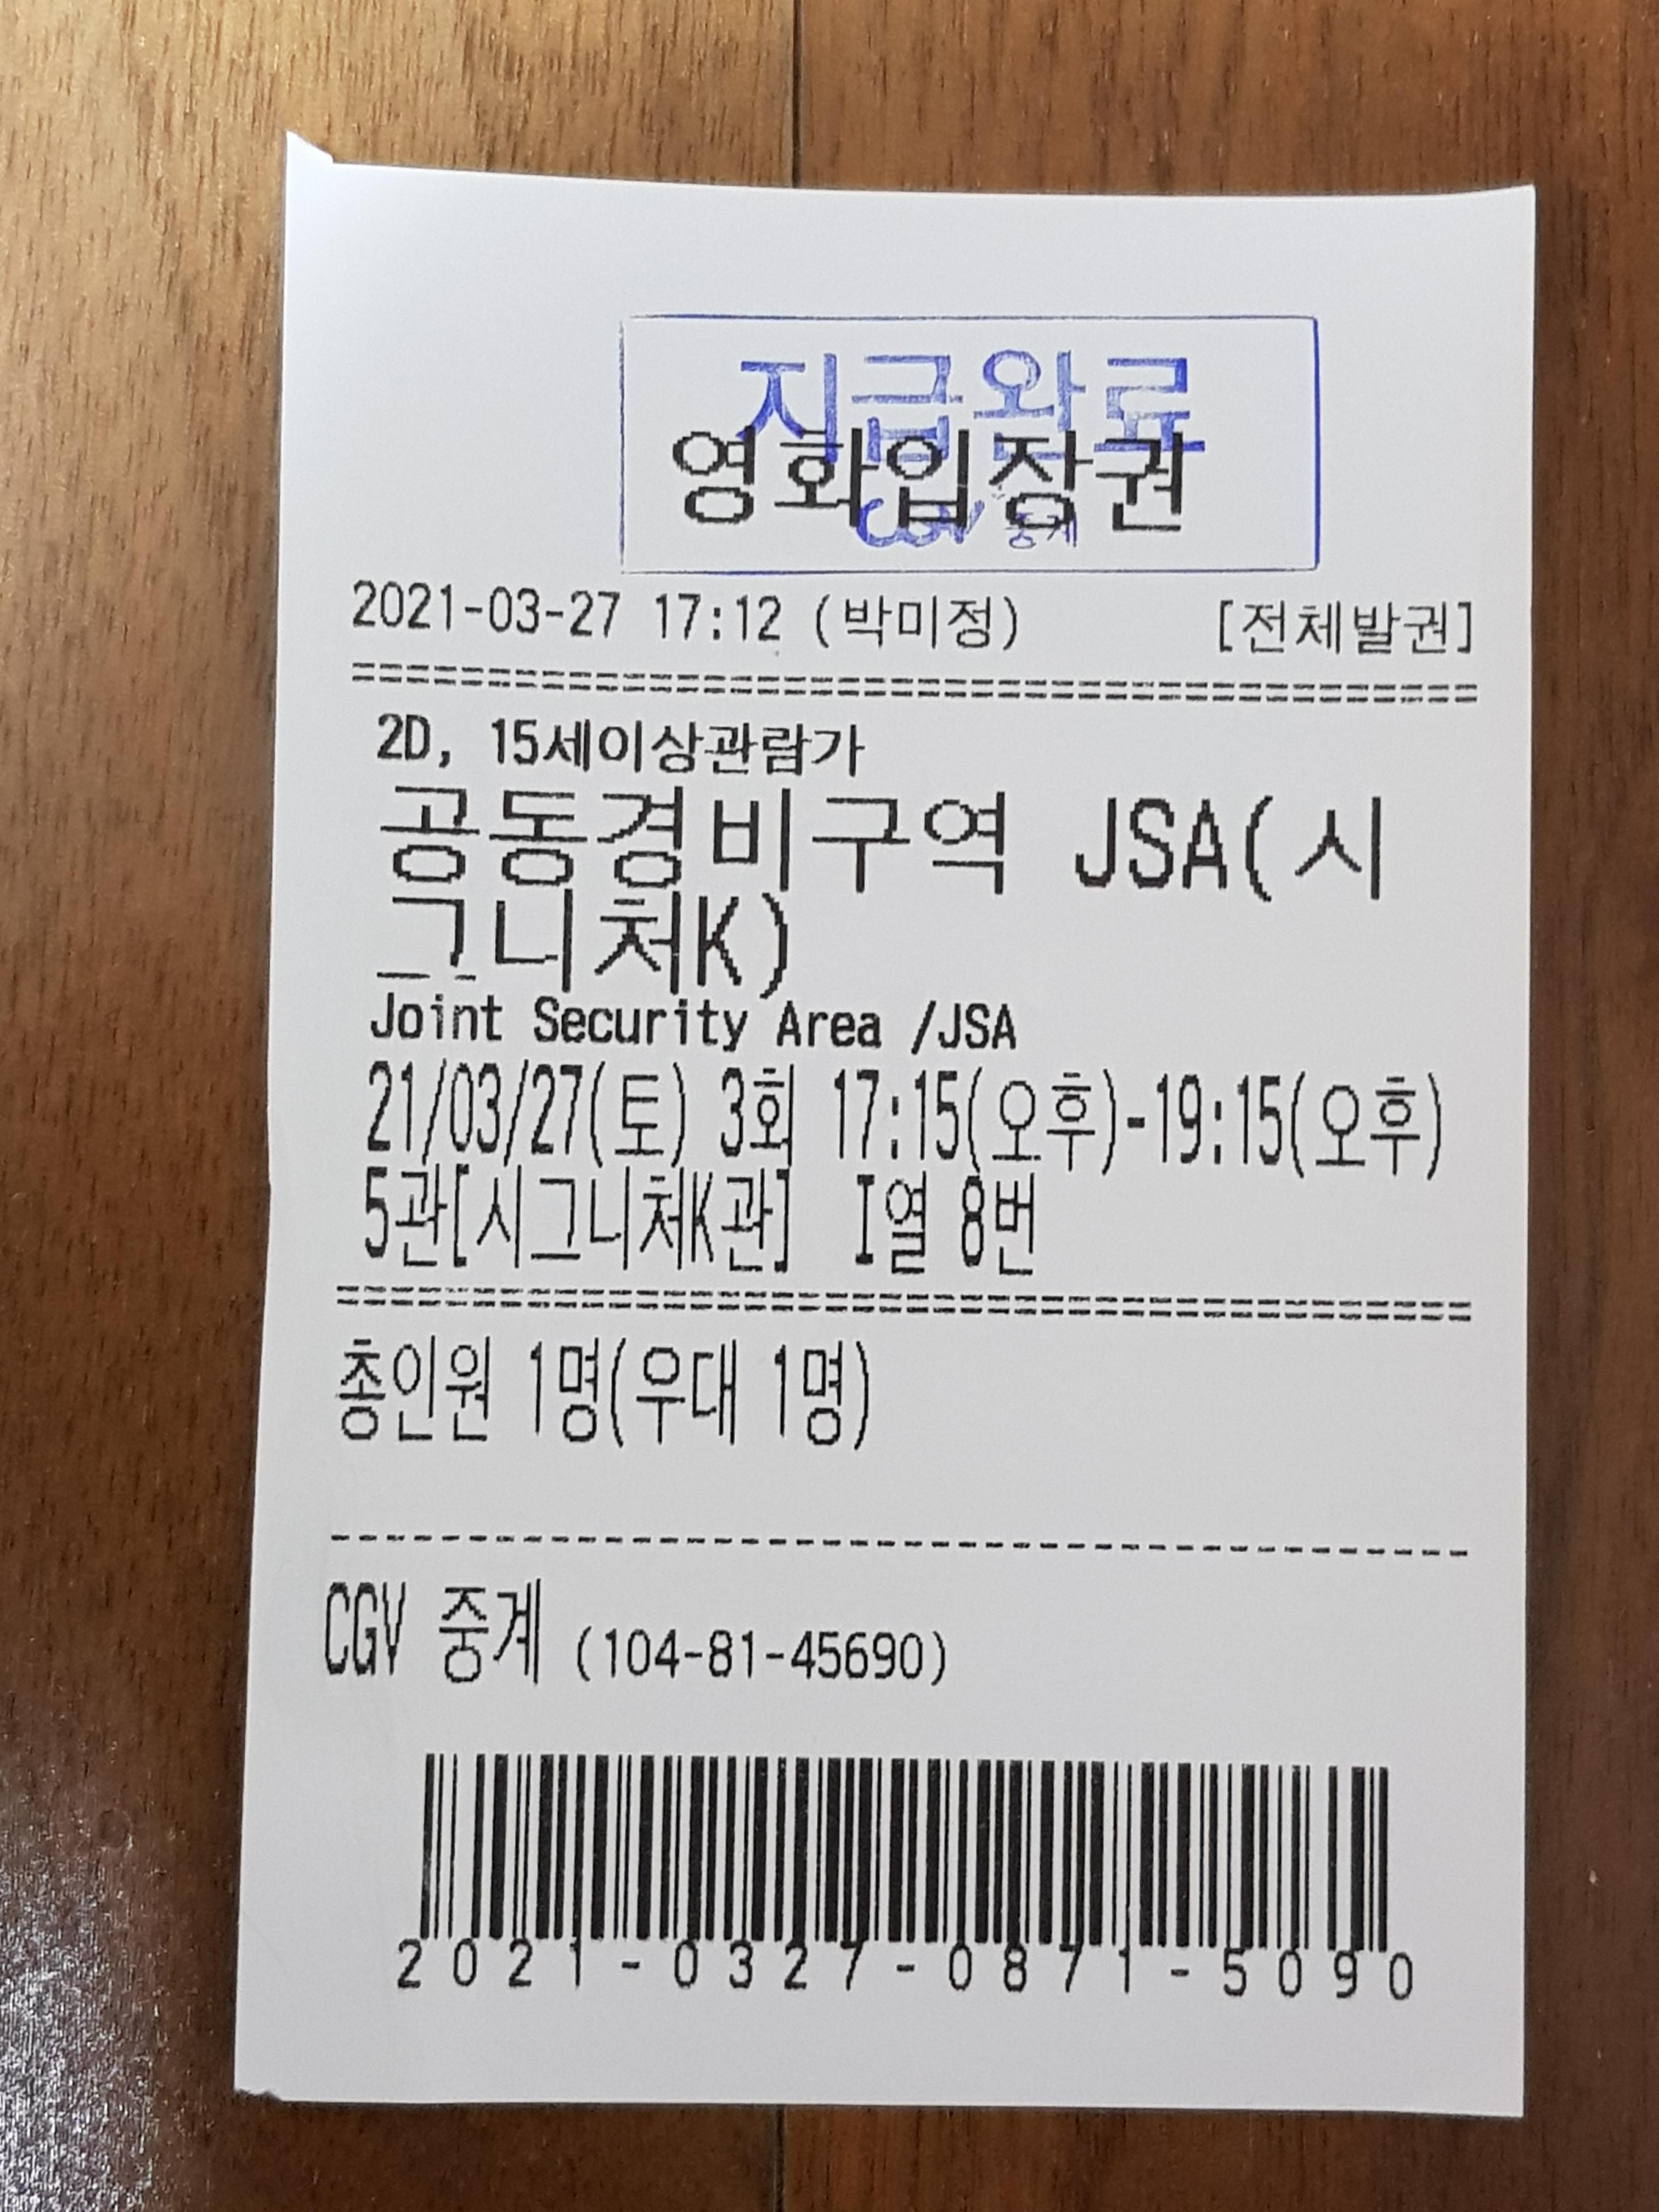 지급완료
영화입장권
CGV 중계
2021-03-27 17:12 (박미정) [전체발권]
2D, 15세이상관람가
공동경비구역 JSA(시
그니처K)
Joint Security Area /JSA
21/03/27(토) 3회 17:15(오후)-19:15(오후)
5관[시그니처K관] I열 8번
총인원 1명(우대 1명)
CGV 중계 (104-81-45690)
2021-0327-0871-5090